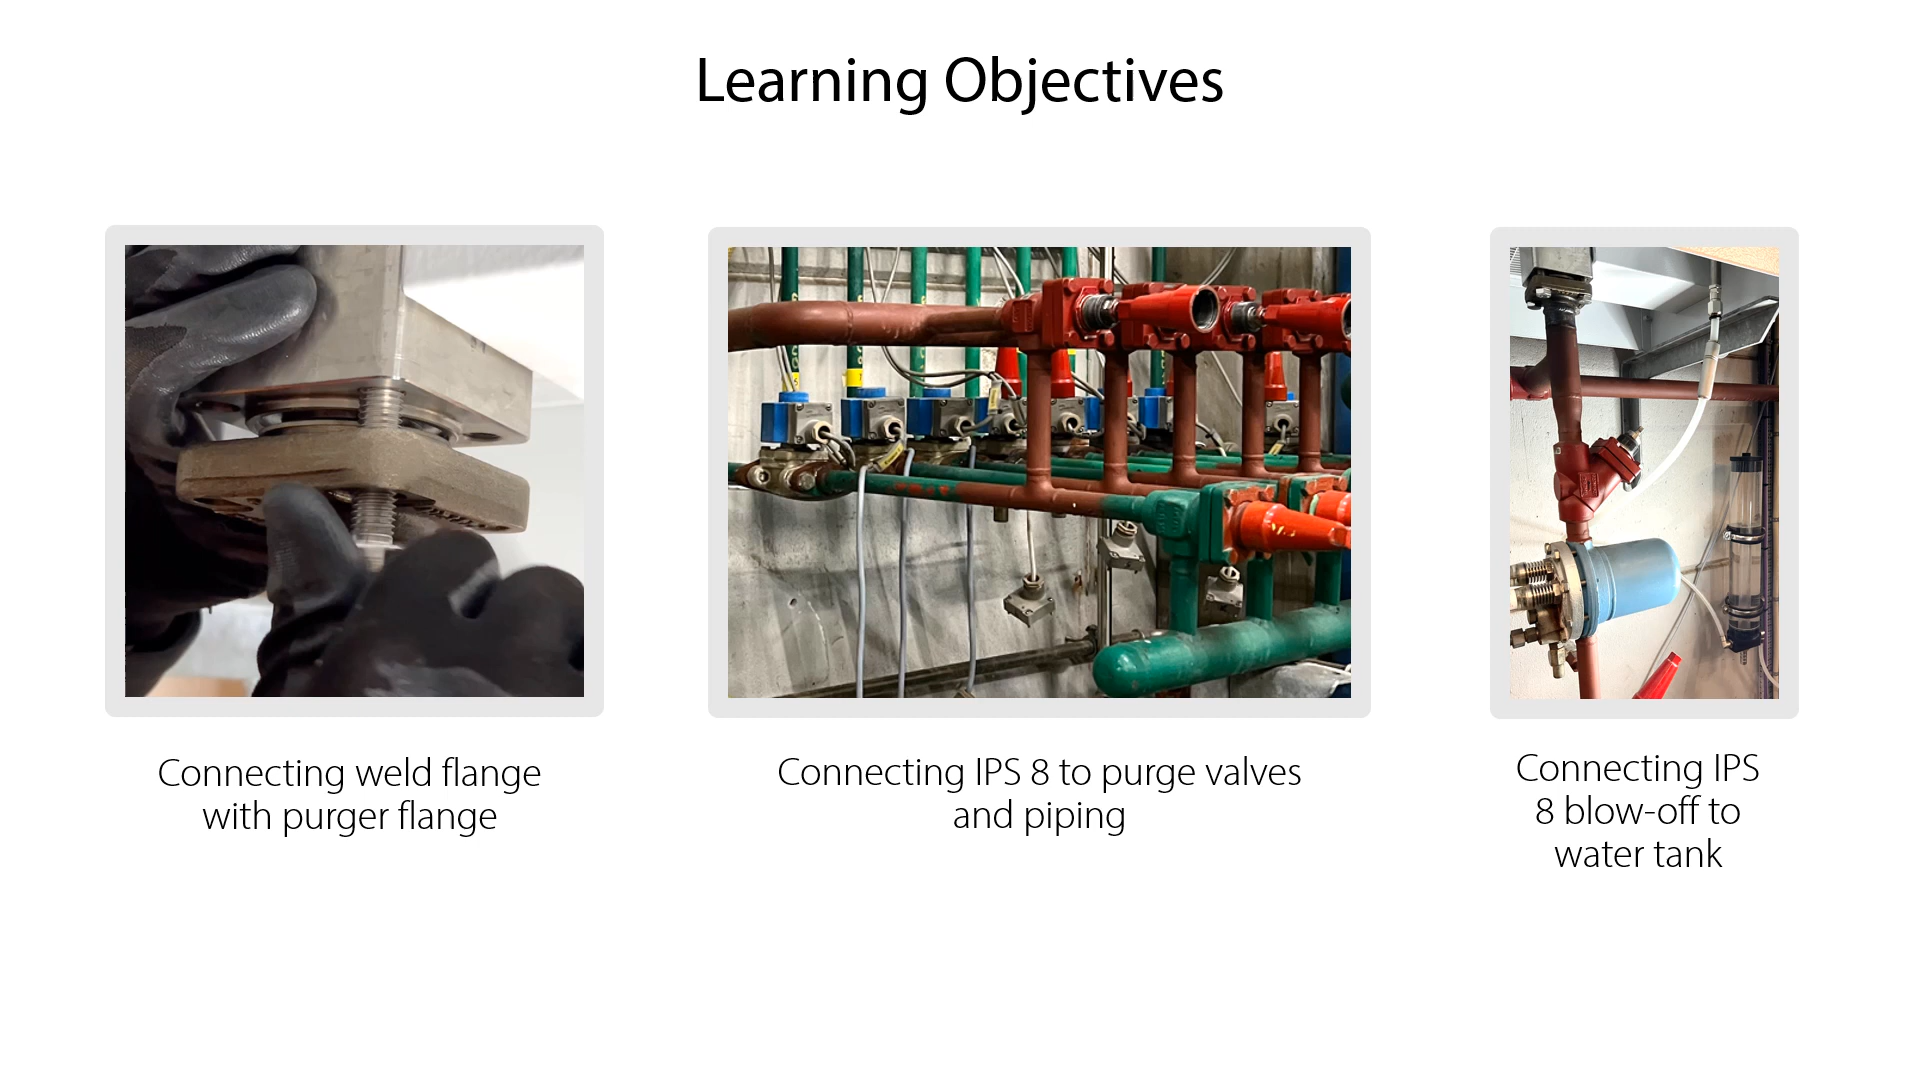 Learning Objectives
Connecting weld flange
with purger flange
Connecting IPS 8 to purge valves
and piping
Connecting IPS
8 blow-off to
water tank